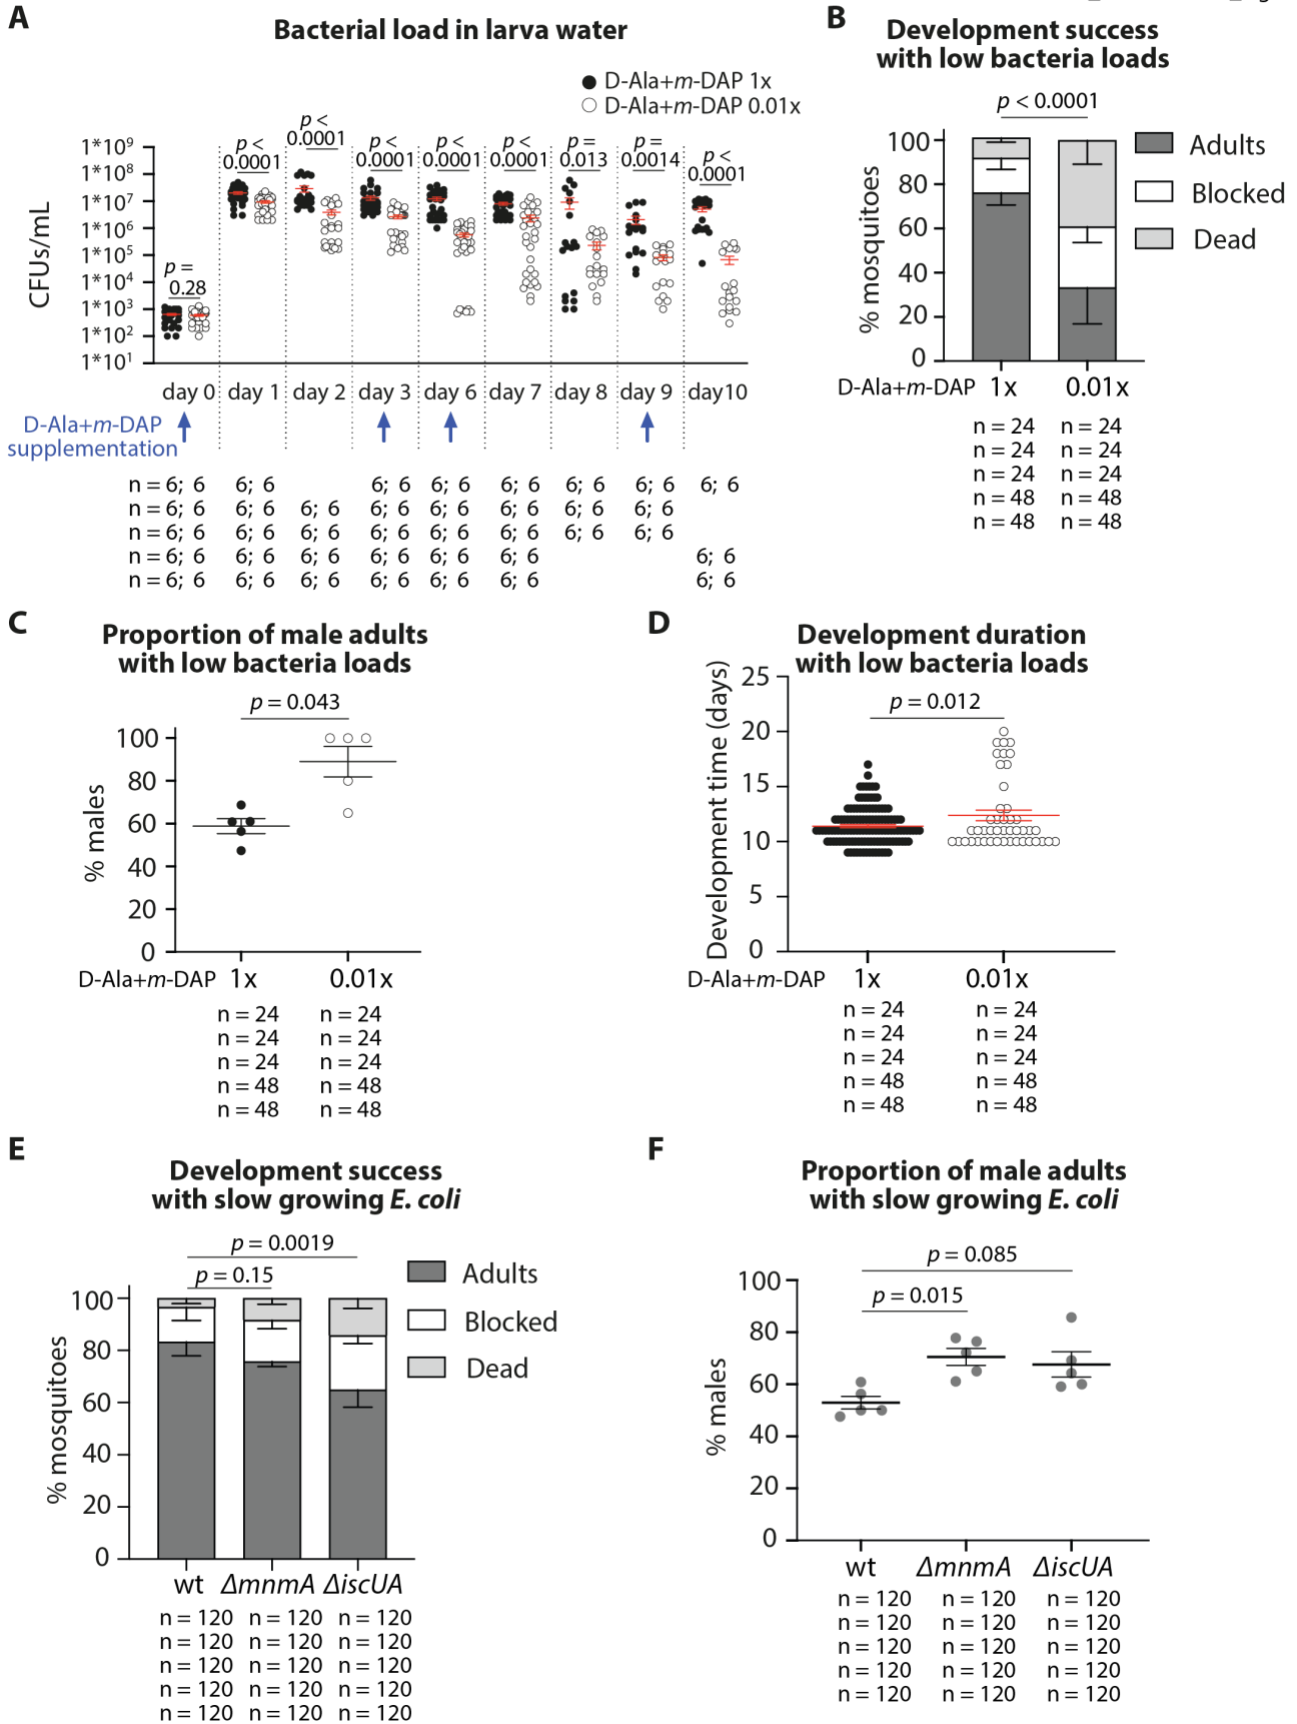 A
Bacterial load in larva water
D-Ala+m-DAP 1x
D-Ala+m-DAP 0.01x
CFUs/mL
1*10⁹
1*10⁸
1*10⁷
1*10⁶
1*10⁵
1*10⁴
1*10³
1*10²
1*10¹
p = 0.28
p < 0.0001
p < 0.0001
p < 0.0001
p < 0.0001
p < 0.0001
p = 0.013
p = 0.0014
p < 0.0001
day 0 day 1 day 2 day 3 day 6 day 7 day 8 day 9 day10
D-Ala+m-DAP
supplementation
n = 6; 6 6; 6 6; 6 6; 6 6; 6 6; 6 6; 6 6; 6
n = 6; 6 6; 6 6; 6 6; 6 6; 6 6; 6 6; 6 6; 6
n = 6; 6 6; 6 6; 6 6; 6 6; 6 6; 6 6; 6 6; 6
n = 6; 6 6; 6 6; 6 6; 6 6; 6 6; 6 6; 6
n = 6; 6 6; 6 6; 6 6; 6 6; 6 6; 6 6; 6
B
Development success
with low bacteria loads
p < 0.0001
% mosquitoes
100
80
60
40
20
0
Adults
Blocked
Dead
D-Ala+m-DAP 1x 0.01x
n = 24 n = 24
n = 24 n = 24
n = 24 n = 24
n = 48 n = 48
n = 48 n = 48
C
Proportion of male adults
with low bacteria loads
p = 0.043
% males
100
80
60
40
20
0
D-Ala+m-DAP 1x 0.01x
n = 24 n = 24
n = 24 n = 24
n = 24 n = 24
n = 48 n = 48
n = 48 n = 48
D
Development duration
with low bacteria loads
p = 0.012
Development time (days)
25
20
15
10
5
0
D-Ala+m-DAP 1x 0.01x
n = 24 n = 24
n = 24 n = 24
n = 24 n = 24
n = 48 n = 48
n = 48 n = 48
E
Development success
with slow growing E. coli
p = 0.0019
p = 0.15
% mosquitoes
100
80
60
40
20
0
Adults
Blocked
Dead
wt ΔmnmA ΔiscUA
n = 120 n = 120 n = 120
n = 120 n = 120 n = 120
n = 120 n = 120 n = 120
n = 120 n = 120 n = 120
n = 120 n = 120 n = 120
F
Proportion of male adults
with slow growing E. coli
p = 0.085
p = 0.015
% males
100
80
60
40
20
0
wt ΔmnmA ΔiscUA
n = 120 n = 120 n = 120
n = 120 n = 120 n = 120
n = 120 n = 120 n = 120
n = 120 n = 120 n = 120
n = 120 n = 120 n = 120